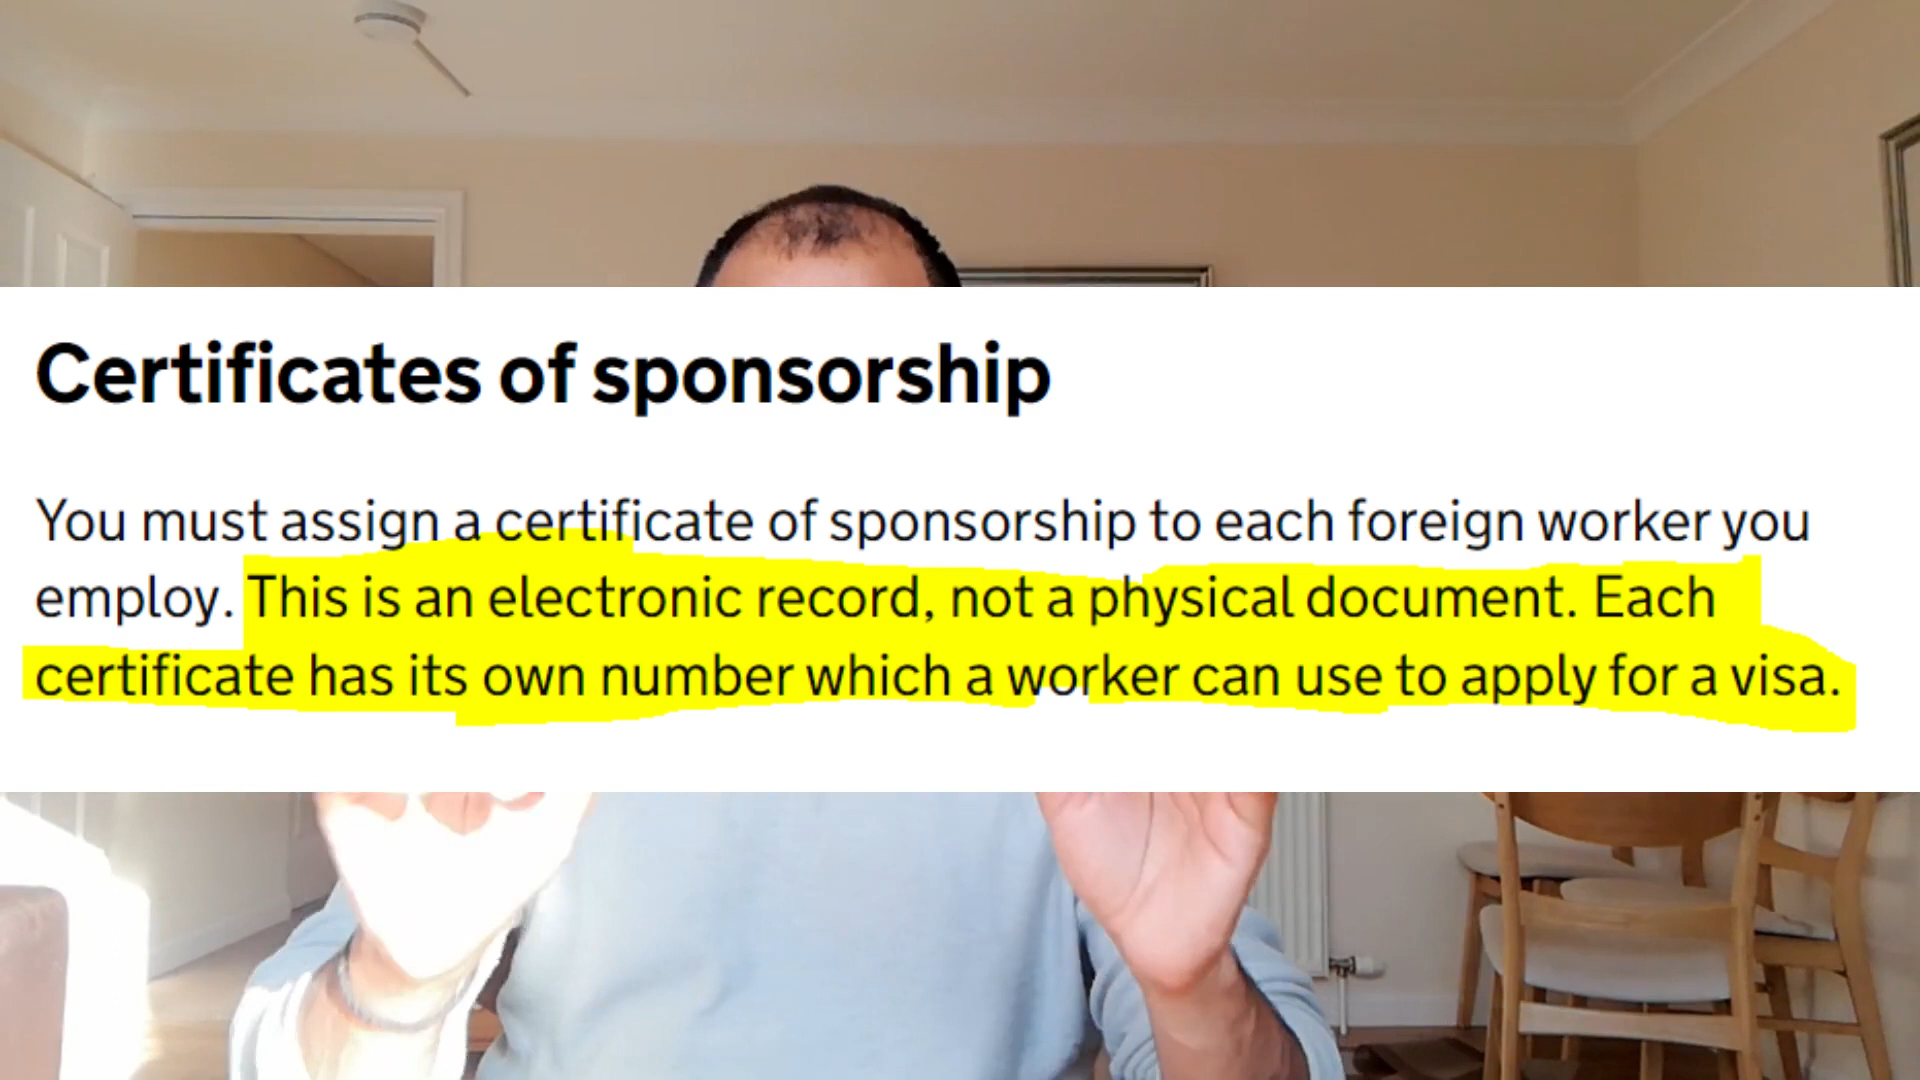 Certificates of sponsorship
You must assign a certificate of sponsorship to each foreign worker you
employ. This is an electronic record, not a physical document. Each
certificate has its own number which a worker can use to apply for a visa.